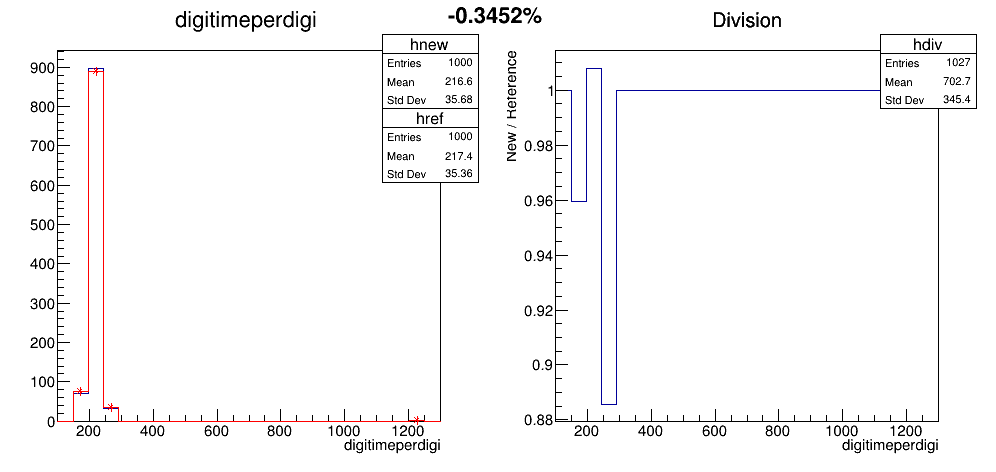 digitimeperdigi
-0.3452%
Division
hnew
Entries 1000
Mean 216.6
Std Dev 35.68
href
Entries 1000
Mean 217.4
Std Dev 35.36
900
800
700
600
500
400
300
200
100
0
200 400 600 800 1000 1200
digitimeperdigi
hdiv
Entries 1027
Mean 702.7
Std Dev 345.4
New / Reference
1
0.98
0.96
0.94
0.92
0.9
0.88
200 400 600 800 1000 1200
digitimeperdigi